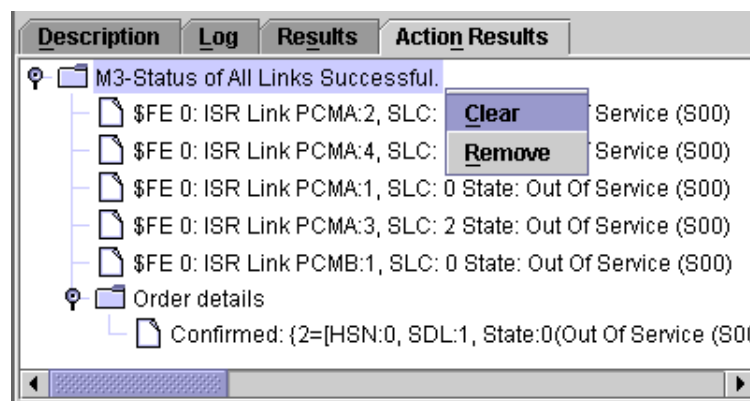 Description Log Results Action Results
M3-Status of All Links Successful.
$FE 0: ISR Link PCMA:2, SLC: Clear Service (S00)
$FE 0: ISR Link PCMA:4, SLC: Remove Service (S00)
$FE 0: ISR Link PCMA:1, SLC: 0 State: Out Of Service (S00)
$FE 0: ISR Link PCMA:3, SLC: 2 State: Out Of Service (S00)
$FE 0: ISR Link PCMB:1, SLC: 0 State: Out Of Service (S00)
Order details
Confirmed: {2=[HSN:0, SDL:1, State:0(Out Of Service (S00